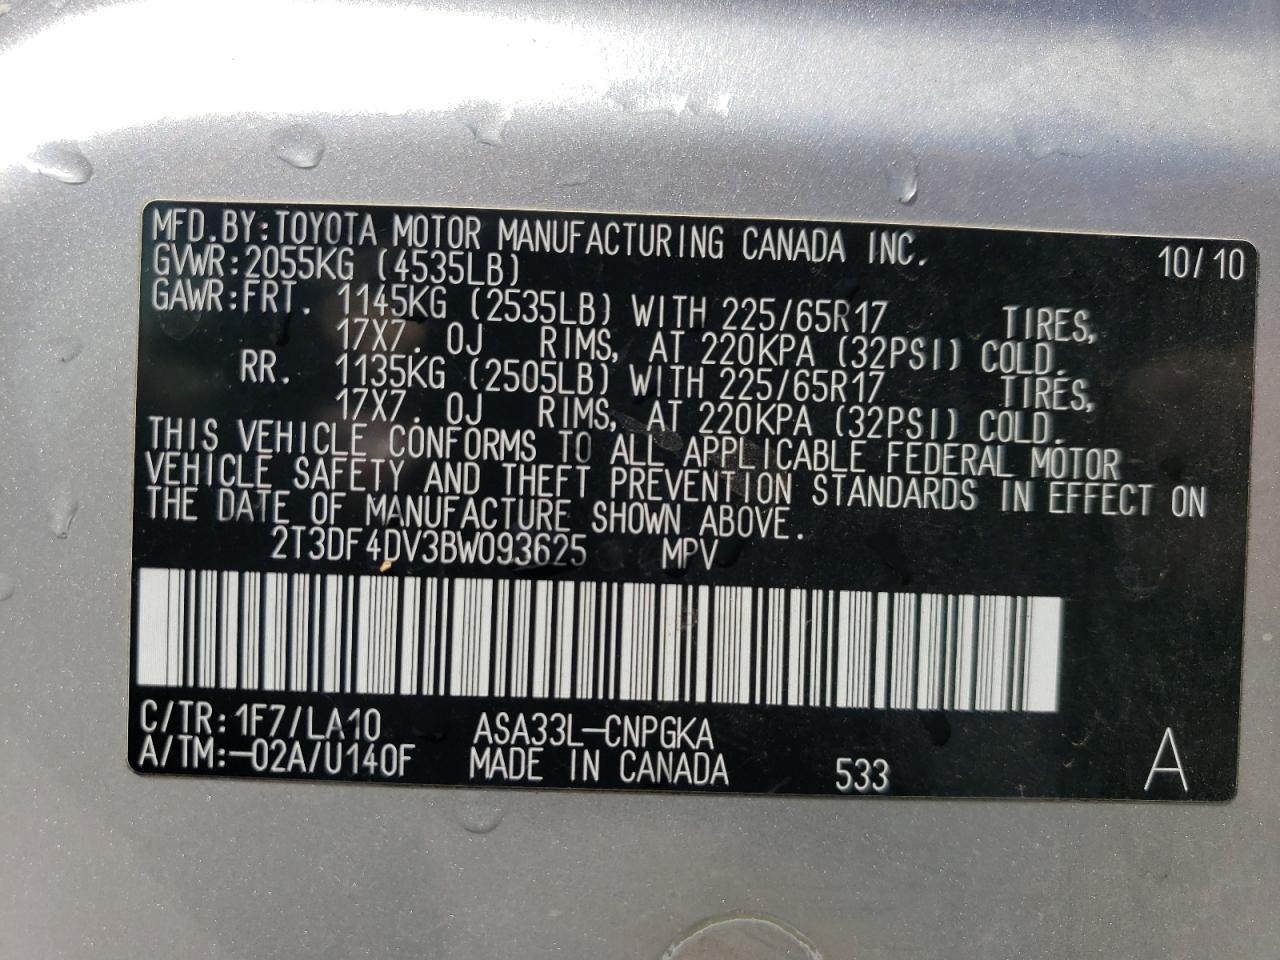 MFD.BY:TOYOTA MOTOR MANUFACTURING CANADA INC. 10/10
GVWR:2055KG (4535LB)
GAWR:FRT. 1145KG (2535LB) WITH 225/65R17 TIRES,
17X7.0J RIMS, AT 220KPA (32PSI) COLD.
RR. 1135KG (2505LB) WITH 225/65R17 TIRES,
17X7.0J RIMS, AT 220KPA (32PSI) COLD.
THIS VEHICLE CONFORMS TO ALL APPLICABLE FEDERAL MOTOR
VEHICLE SAFETY AND THEFT PREVENTION STANDARDS IN EFFECT ON
THE DATE OF MANUFACTURE SHOWN ABOVE.
2T3DF4DV3BW093625 MPV
C/TR:1F7/LA10 ASA33L-CNPGKA
A/TM:-02A/U140F MADE IN CANADA 533 A